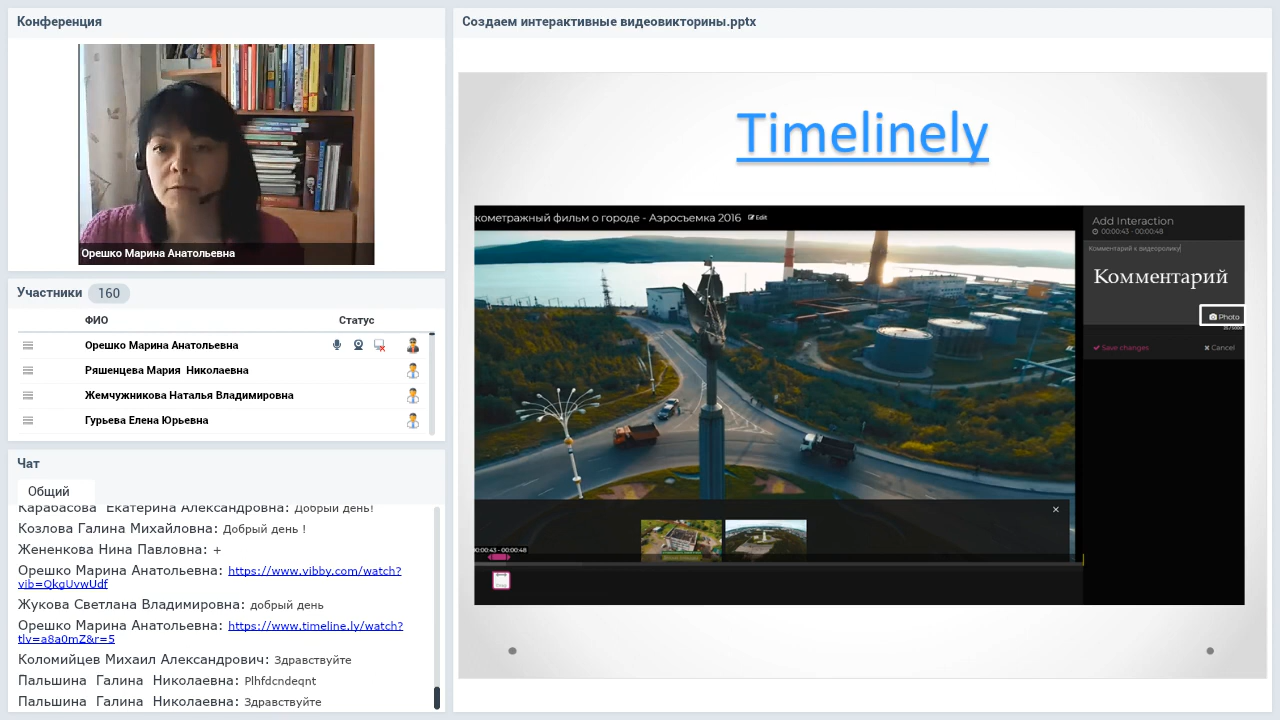 Конференция
Орешко Марина Анатольевна
Участники 160
ФИО Статус
Орешко Марина Анатольевна
Ряшенцева Мария Николаевна
Жемчужникова Наталья Владимировна
Гурьева Елена Юрьевна
Чат
Общий
Карабасова Екатерина Александровна: Добрый день!
Козлова Галина Михайловна: Добрый день !
Жененкова Нина Павловна: +
Орешко Марина Анатольевна: https://www.vibby.com/watch?
vib=QkgUvwUdf
Жукова Светлана Владимировна: добрый день
Орешко Марина Анатольевна: https://www.timeline.ly/watch?
tlv=a8a0mZ&r=5
Коломийцев Михаил Александрович: Здравствуйте
Пальшина Галина Николаевна: Plhfdcndeqnt
Пальшина Галина Николаевна: Здравствуйте
Создаем интерактивные видеовикторины.pptx
Timelinely
кометражный фильм о городе - Аэросъемка 2016 Edit
Add Interaction
00:00:43 - 00:00:48
Комментарий к видеоролику
Комментарий
Photo
25/5000
Save changes Cancel
00:00:43 - 00:00:48